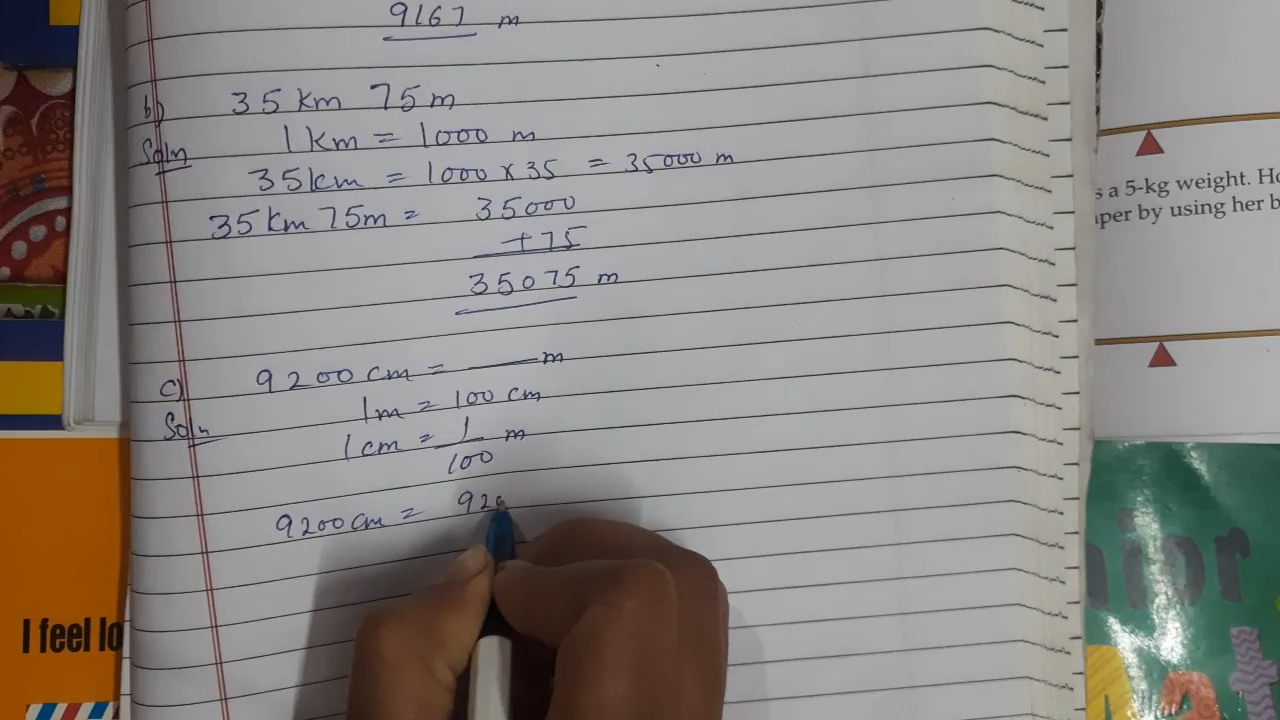 9167 m
b) 35 km 75 m
Soln 1 km = 1000 m
35 km = 1000 x 35 = 35000 m
35 km 75 m = 35000
+ 75
35075 m
c) 9200 cm = ___ m
Soln 1m = 100 cm
1 cm = 1/100 m
9200 cm = 92
s a 5-kg weight. H
per by using her b
I feel lo
nior